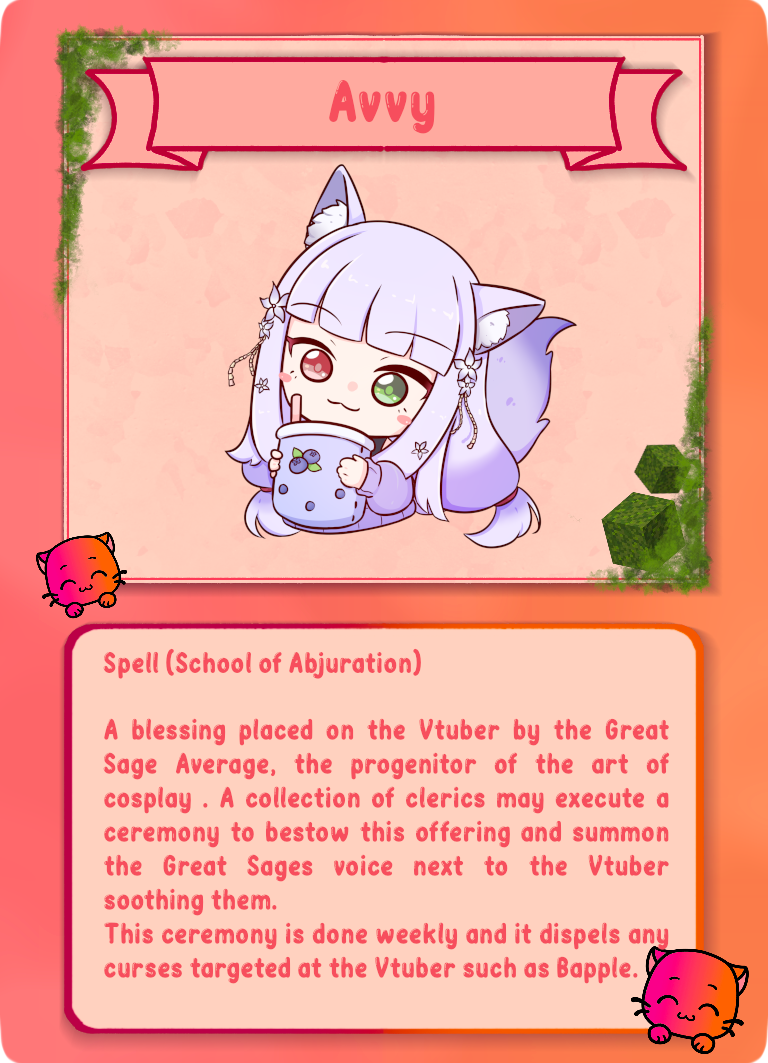 Avvy
Spell (School of Abjuration)
A blessing placed on the Vtuber by the Great
Sage Average, the progenitor of the art of
cosplay . A collection of clerics may execute a
ceremony to bestow this offering and summon
the Great Sages voice next to the Vtuber
soothing them.
This ceremony is done weekly and it dispels any
curses targeted at the Vtuber such as Bapple.